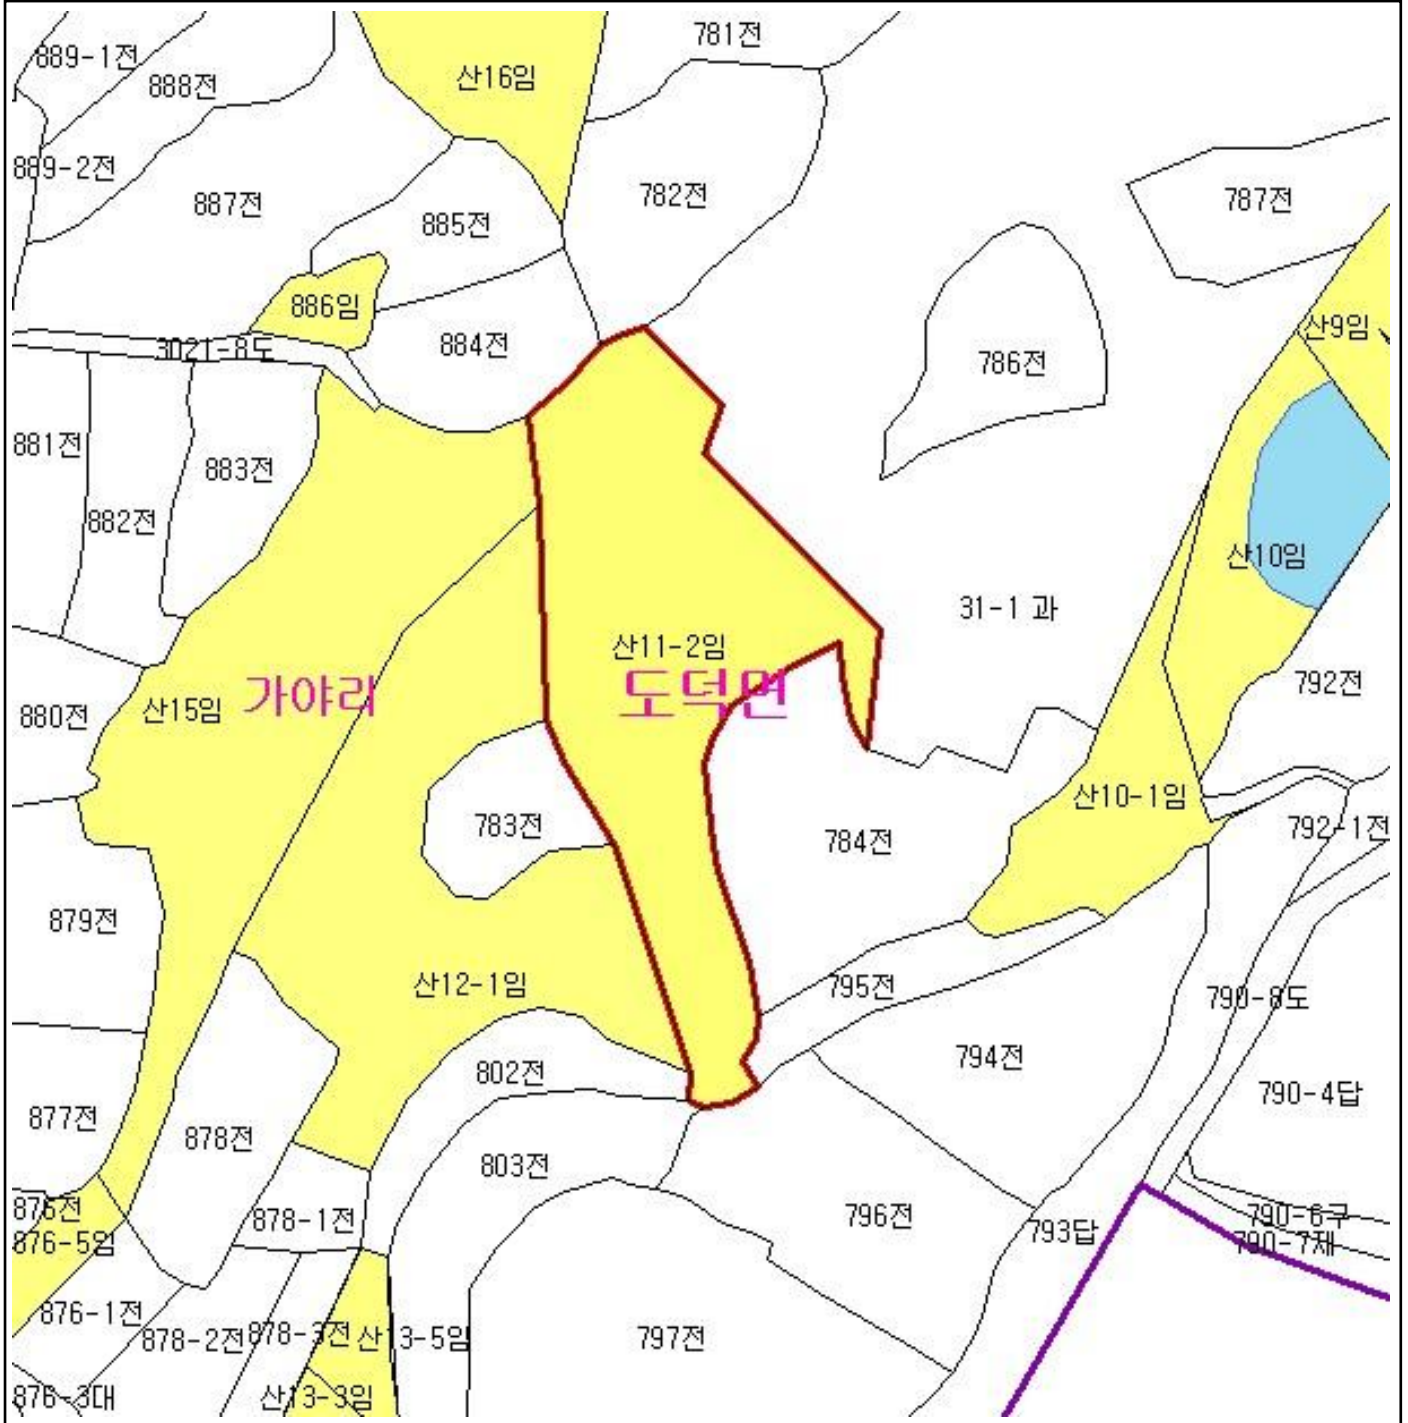 781전
889-1전
산16임
888전
889-2전
782전
787전
887전
885전
886임
산9임
884전
3021-8도
786전
881전
883전
882전
산10임
31-1 과
산11-2임
792전
가야리
도덕면
산15임
880전
산10-1임
783전
792-1전
784전
879전
산12-1임
795전
790-8도
794전
802전
790-4답
877전
878전
803전
876전
878-1전
796전
790-6구
793답
876-5임
790-7제
876-1전
878-2전
878-3전
산13-5임
797전
876-3대
산13-3임